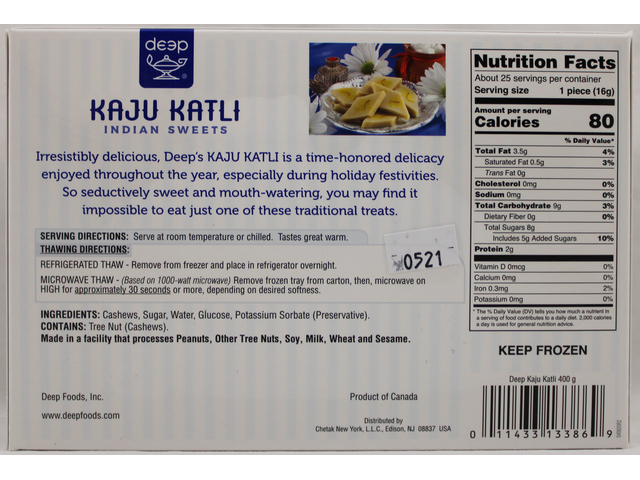 deep
KAJU KATLI
INDIAN SWEETS
Irresistibly delicious, Deep's KAJU KATLI is a time-honored delicacy
enjoyed throughout the year, especially during holiday festivities.
So seductively sweet and mouth-watering, you may find it
impossible to eat just one of these traditional treats.
SERVING DIRECTIONS: Serve at room temperature or chilled. Tastes great warm.
THAWING DIRECTIONS:
REFRIGERATED THAW - Remove from freezer and place in refrigerator overnight.
MICROWAVE THAW - (Based on 1000-watt microwave) Remove frozen tray from carton, then, microwave on
HIGH for approximately 30 seconds or more, depending on desired softness.
0521
INGREDIENTS: Cashews, Sugar, Water, Glucose, Potassium Sorbate (Preservative).
CONTAINS: Tree Nut (Cashews).
Made in a facility that processes Peanuts, Other Tree Nuts, Soy, Milk, Wheat and Sesame.
Deep Foods, Inc.
www.deepfoods.com
Product of Canada
Distributed by
Chetak New York, L.L.C., Edison, NJ 08837 USA
Nutrition Facts
About 25 servings per container
Serving size 1 piece (16g)
Amount per serving
Calories 80
% Daily Value*
Total Fat 3.5g 4%
Saturated Fat 0.5g 3%
Trans Fat 0g
Cholesterol 0mg 0%
Sodium 0mg 0%
Total Carbohydrate 9g 3%
Dietary Fiber 0g 0%
Total Sugars 8g
Includes 5g Added Sugars 10%
Protein 2g
Vitamin D 0mcg 0%
Calcium 0mg 0%
Iron 0.3mg 2%
Potassium 0mg 0%
* The % Daily Value (DV) tells you how much a nutrient in
a serving of food contributes to a daily diet. 2,000 calories
a day is used for general nutrition advice.
KEEP FROZEN
Deep Kaju Katli 400 g
0 11433 13386 9